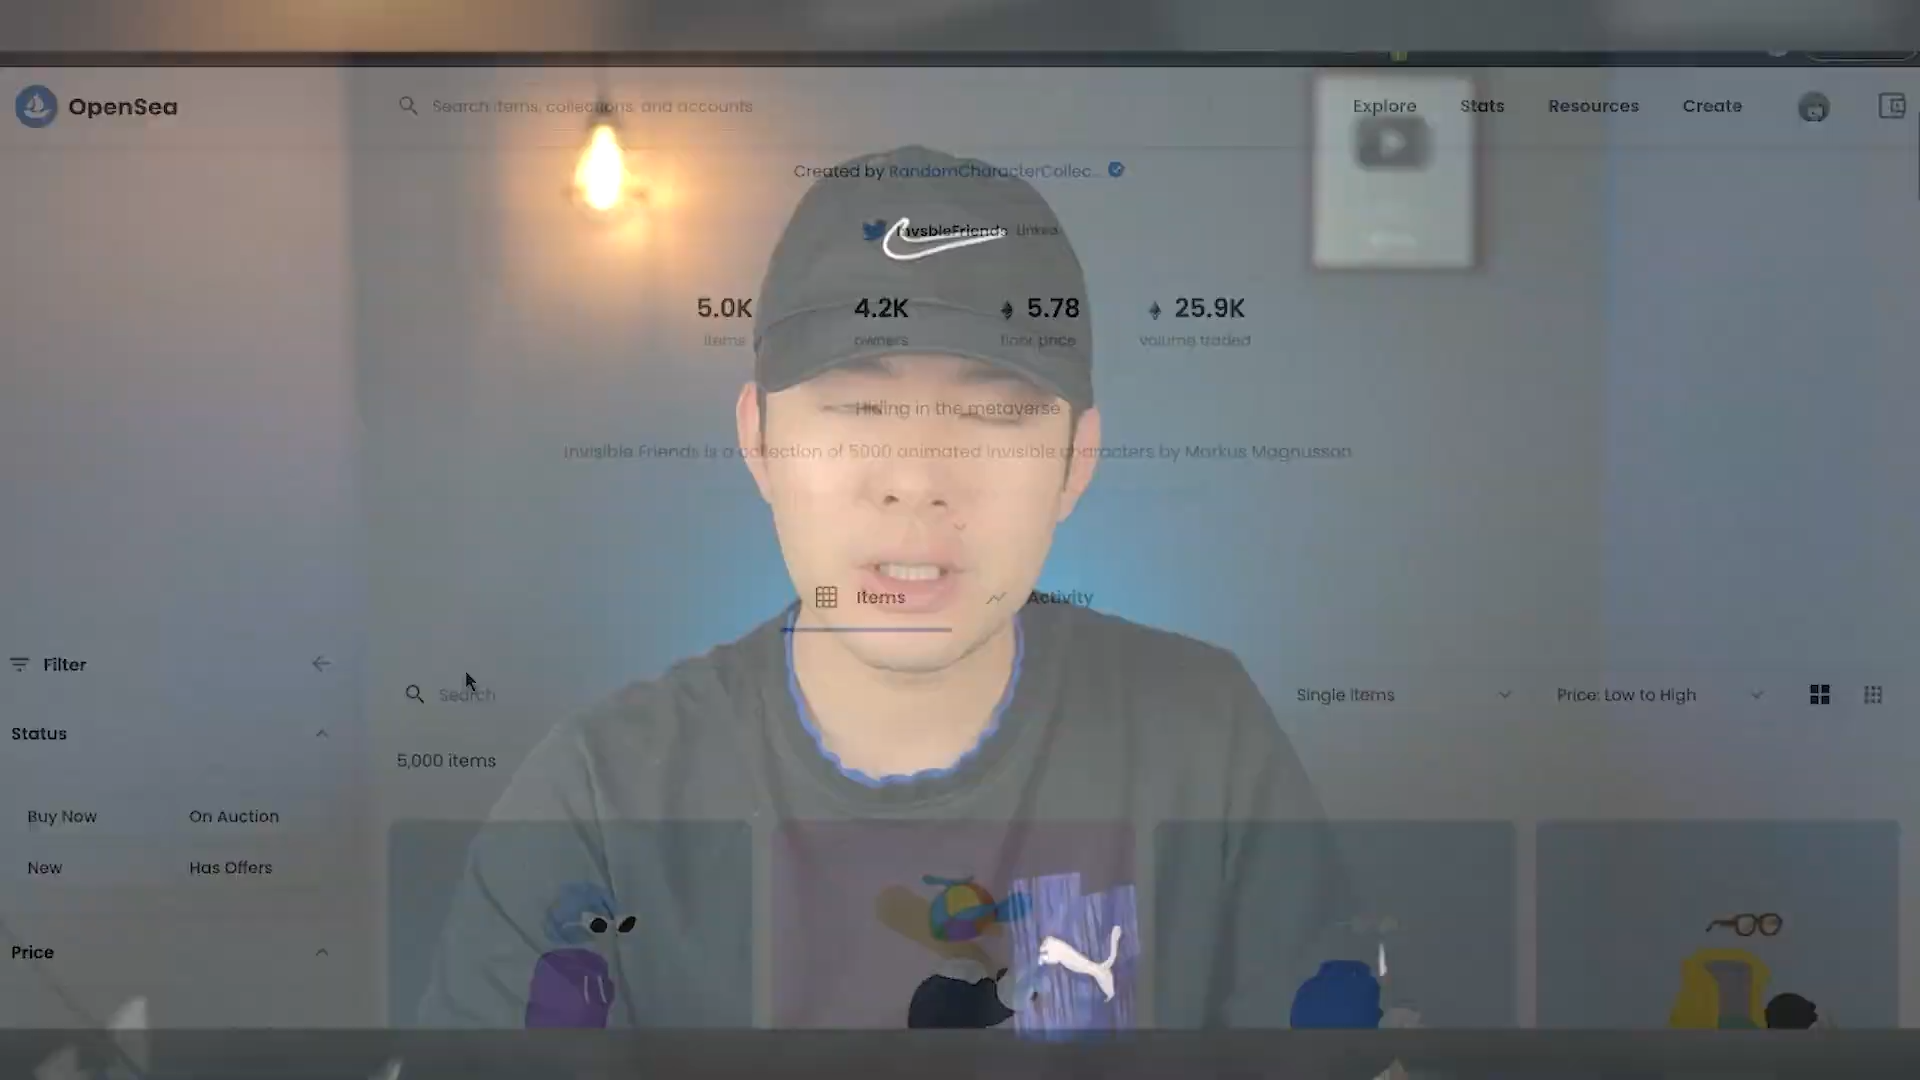 OpenSea
Search items, collections, and accounts
Explore
Stats
Resources
Create
Created by RandomCharacterCollec...
InvsbleFriends Linked
5.0K
4.2K
5.78
25.9K
items
owners
floor price
volume traded
Hiding in the metaverse
Invisible Friends is a collection of 5000 animated Invisible characters by Markus Magnusson.
Items
Activity
Filter
Search
Single Items
Price: Low to High
Status
5,000 items
Buy Now
On Auction
New
Has Offers
Price